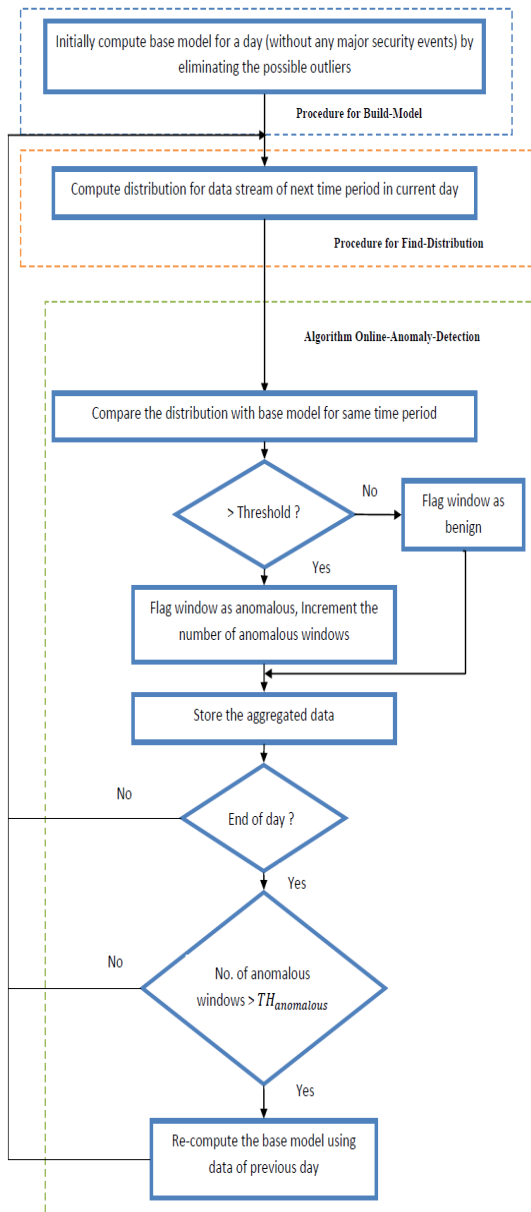 Initially compute base model for a day (without any major security events) by
eliminating the possible outliers
Procedure for Build-Model
Compute distribution for data stream of next time period in current day
Procedure for Find-Distribution
Algorithm Online-Anomaly-Detection
Compare the distribution with base model for same time period
> Threshold ?
No
Flag window as
benign
Yes
Flag window as anomalous, Increment the
number of anomalous windows
Store the aggregated data
No
End of day ?
Yes
No
No. of anomalous
windows > TH_anomalous
Yes
Re-compute the base model using
data of previous day